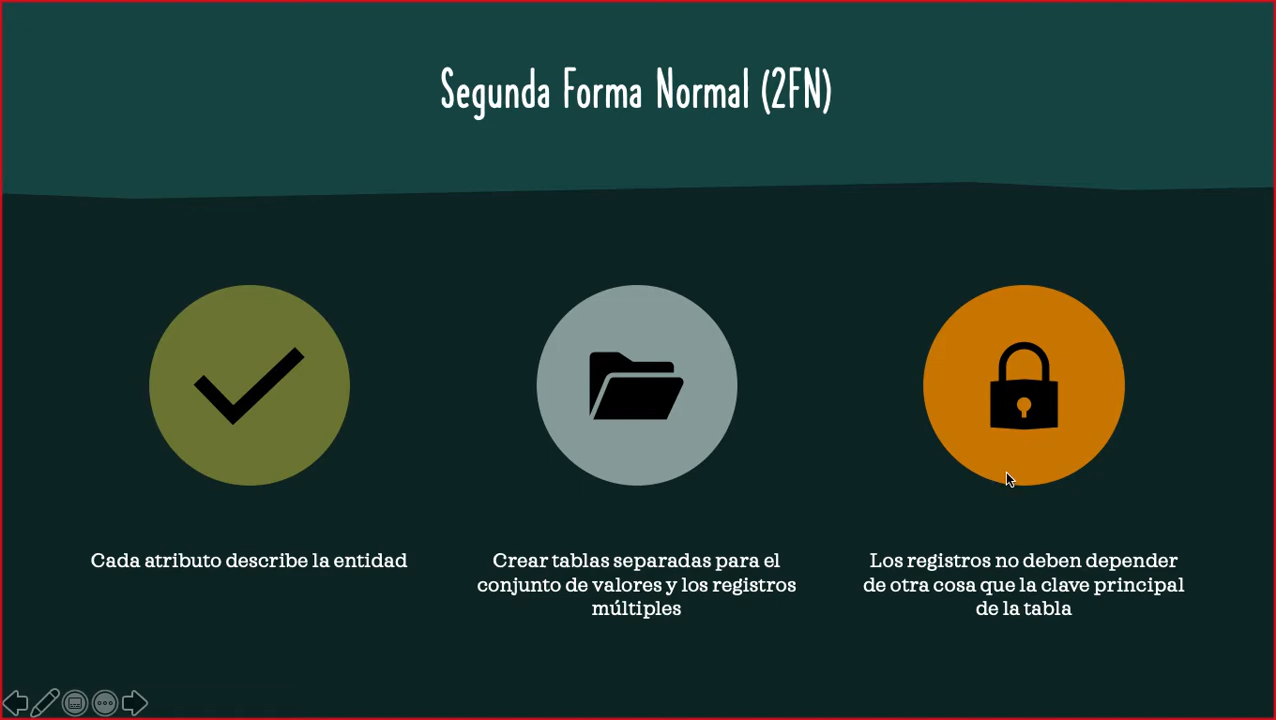 Segunda Forma Normal (2FN)
Cada atributo describe la entidad
Crear tablas separadas para el
conjunto de valores y los registros
múltiples
Los registros no deben depender
de otra cosa que la clave principal
de la tabla